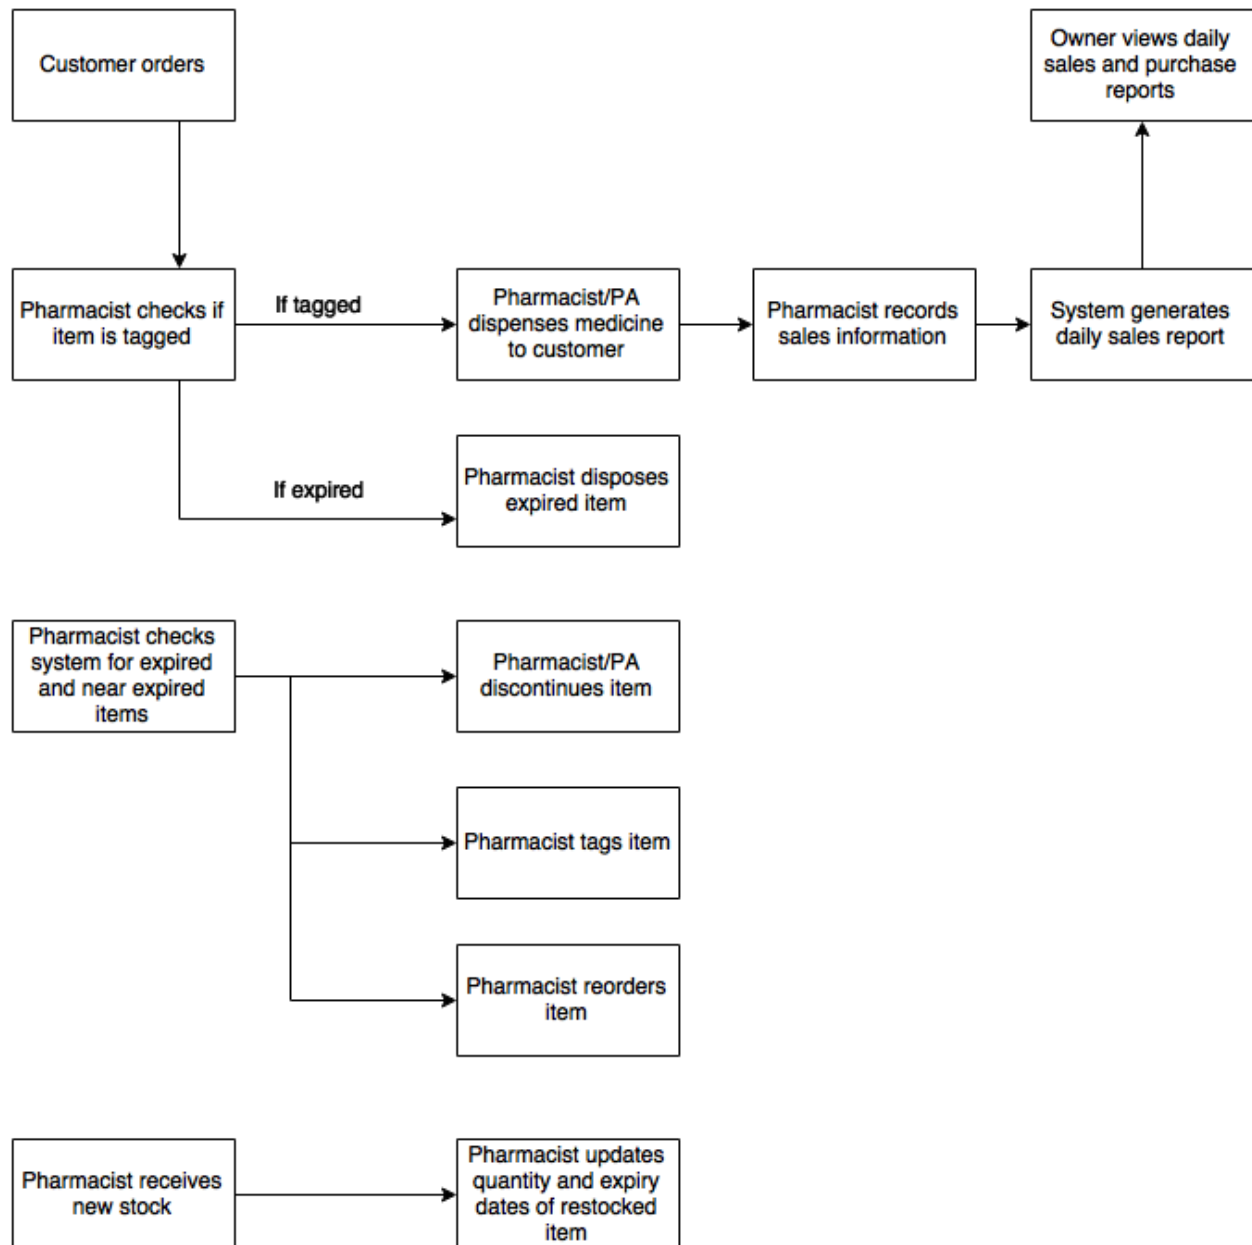 Customer orders
Owner views daily
sales and purchase
reports
Pharmacist checks if
item is tagged
If tagged
Pharmacist/PA
dispenses medicine
to customer
Pharmacist records
sales information
System generates
daily sales report
If expired
Pharmacist disposes
expired item
Pharmacist checks
system for expired
and near expired
items
Pharmacist/PA
discontinues item
Pharmacist tags item
Pharmacist reorders
item
Pharmacist receives
new stock
Pharmacist updates
quantity and expiry
dates of restocked
item